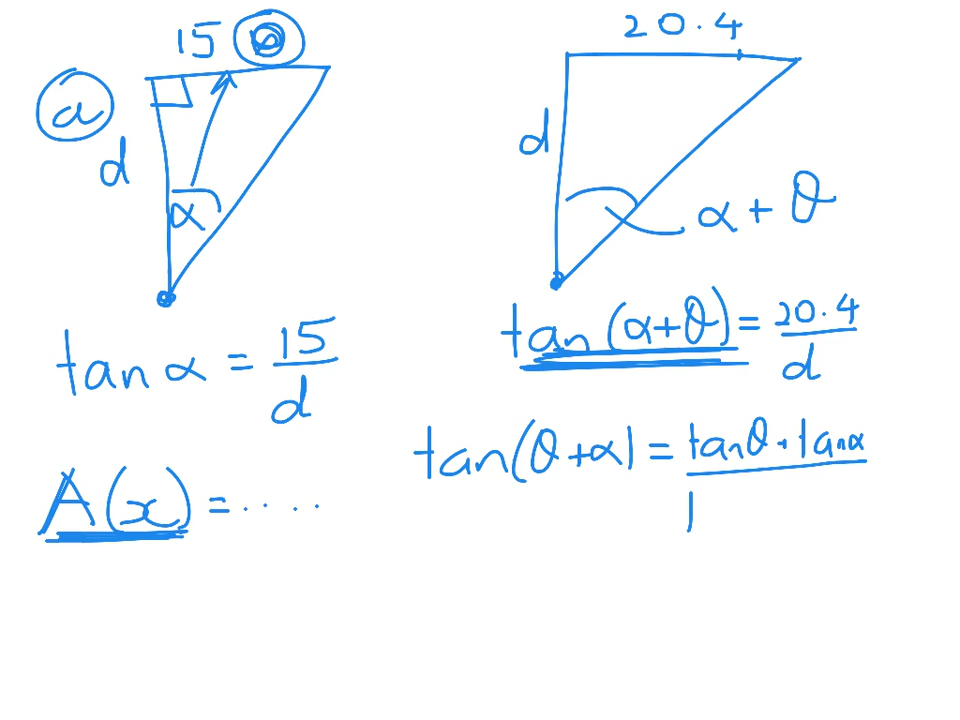 15
20.4
a
d
α
d
α + θ
tan α = 15/d
tan (α+θ) = 20.4/d
tan(θ+α) = tanθ + tanα / 1
A(x) = ....